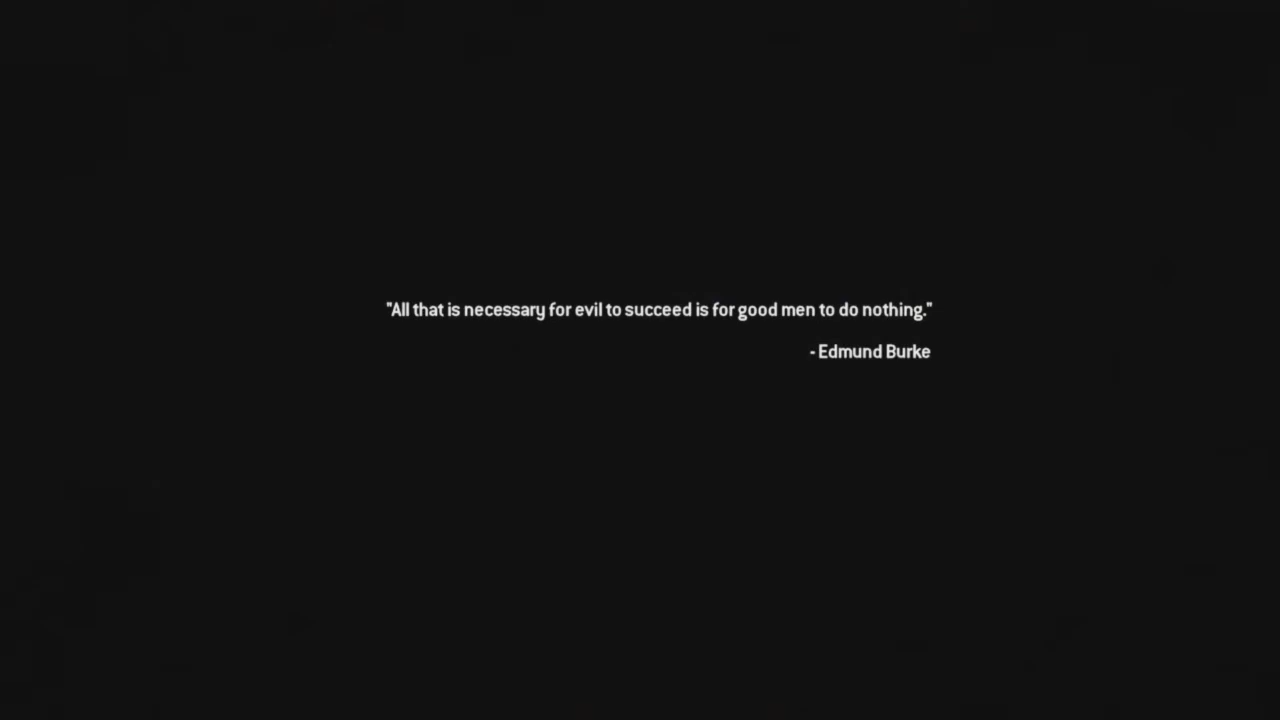 "All that is necessary for evil to succeed is for good men to do nothing."
- Edmund Burke